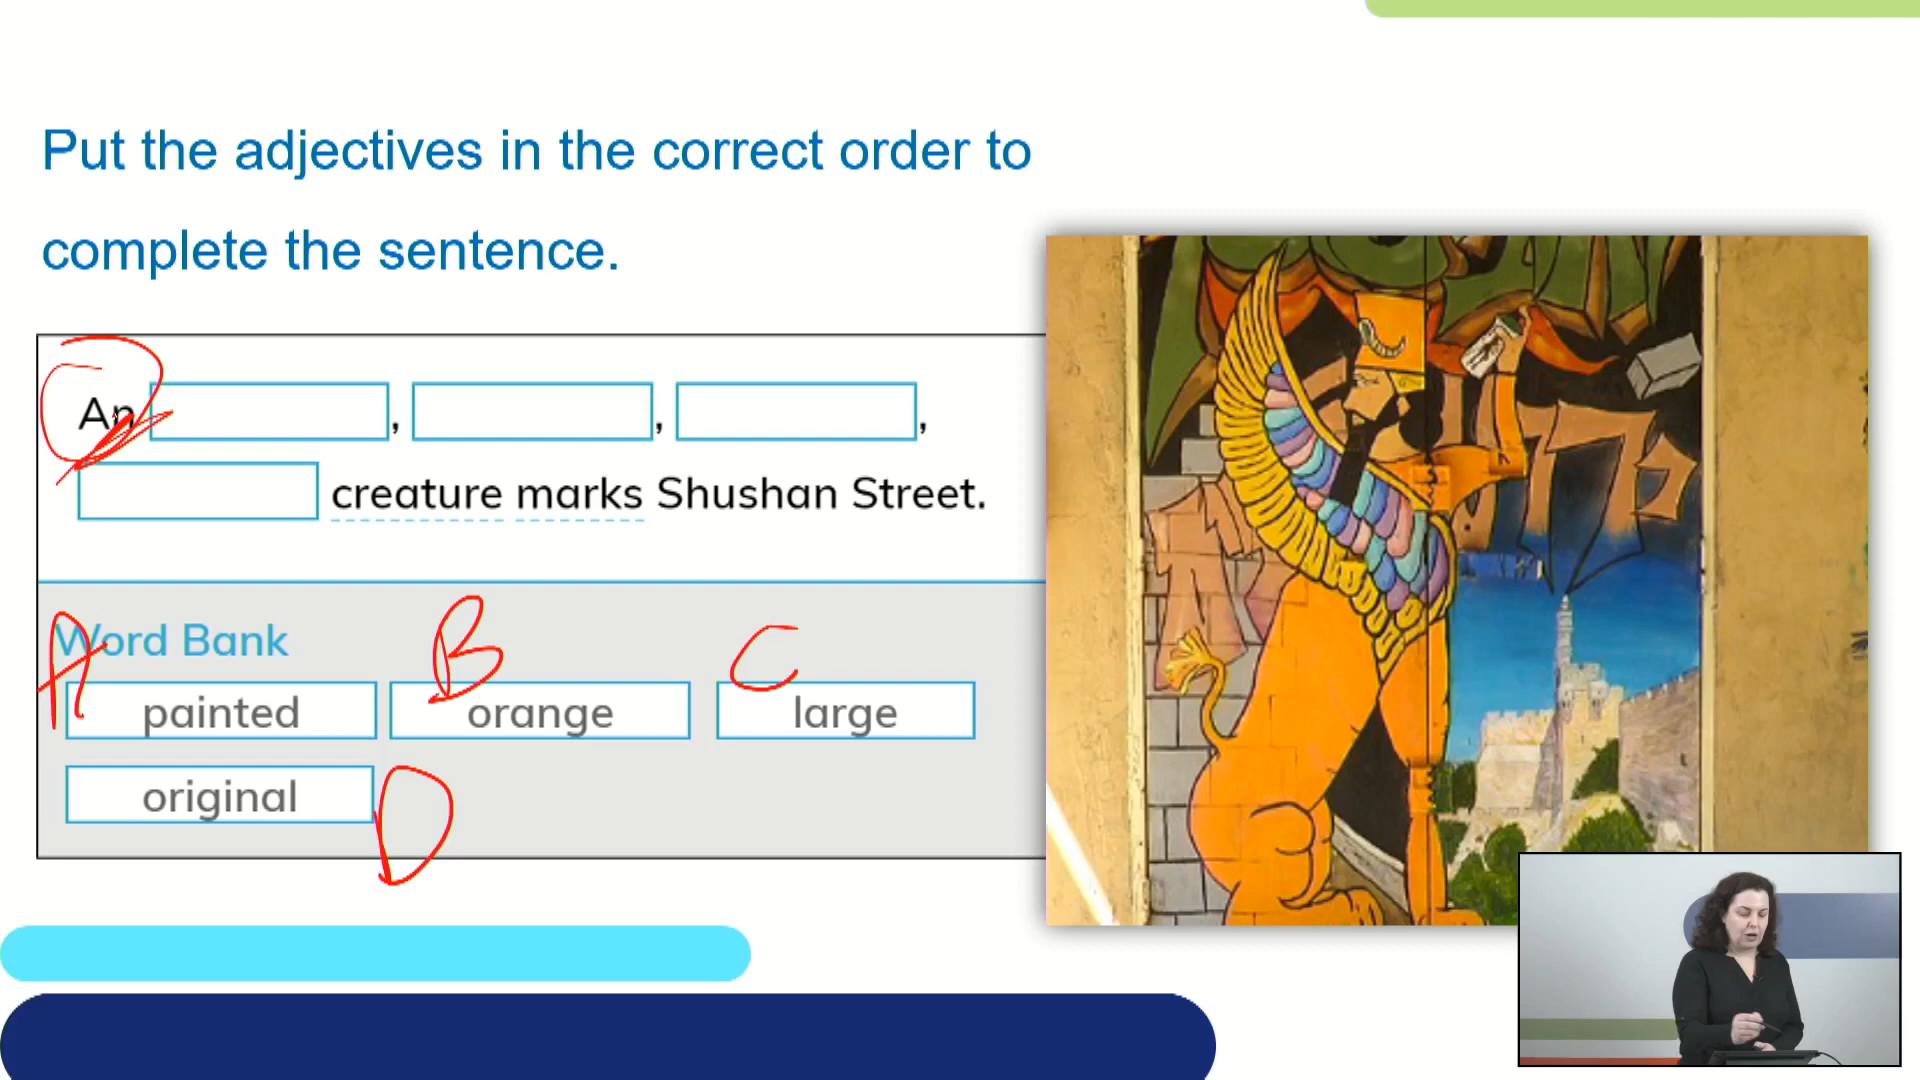 Put the adjectives in the correct order to
complete the sentence.
An , , ,
creature marks Shushan Street.
A B C
Word Bank
painted orange large
original D